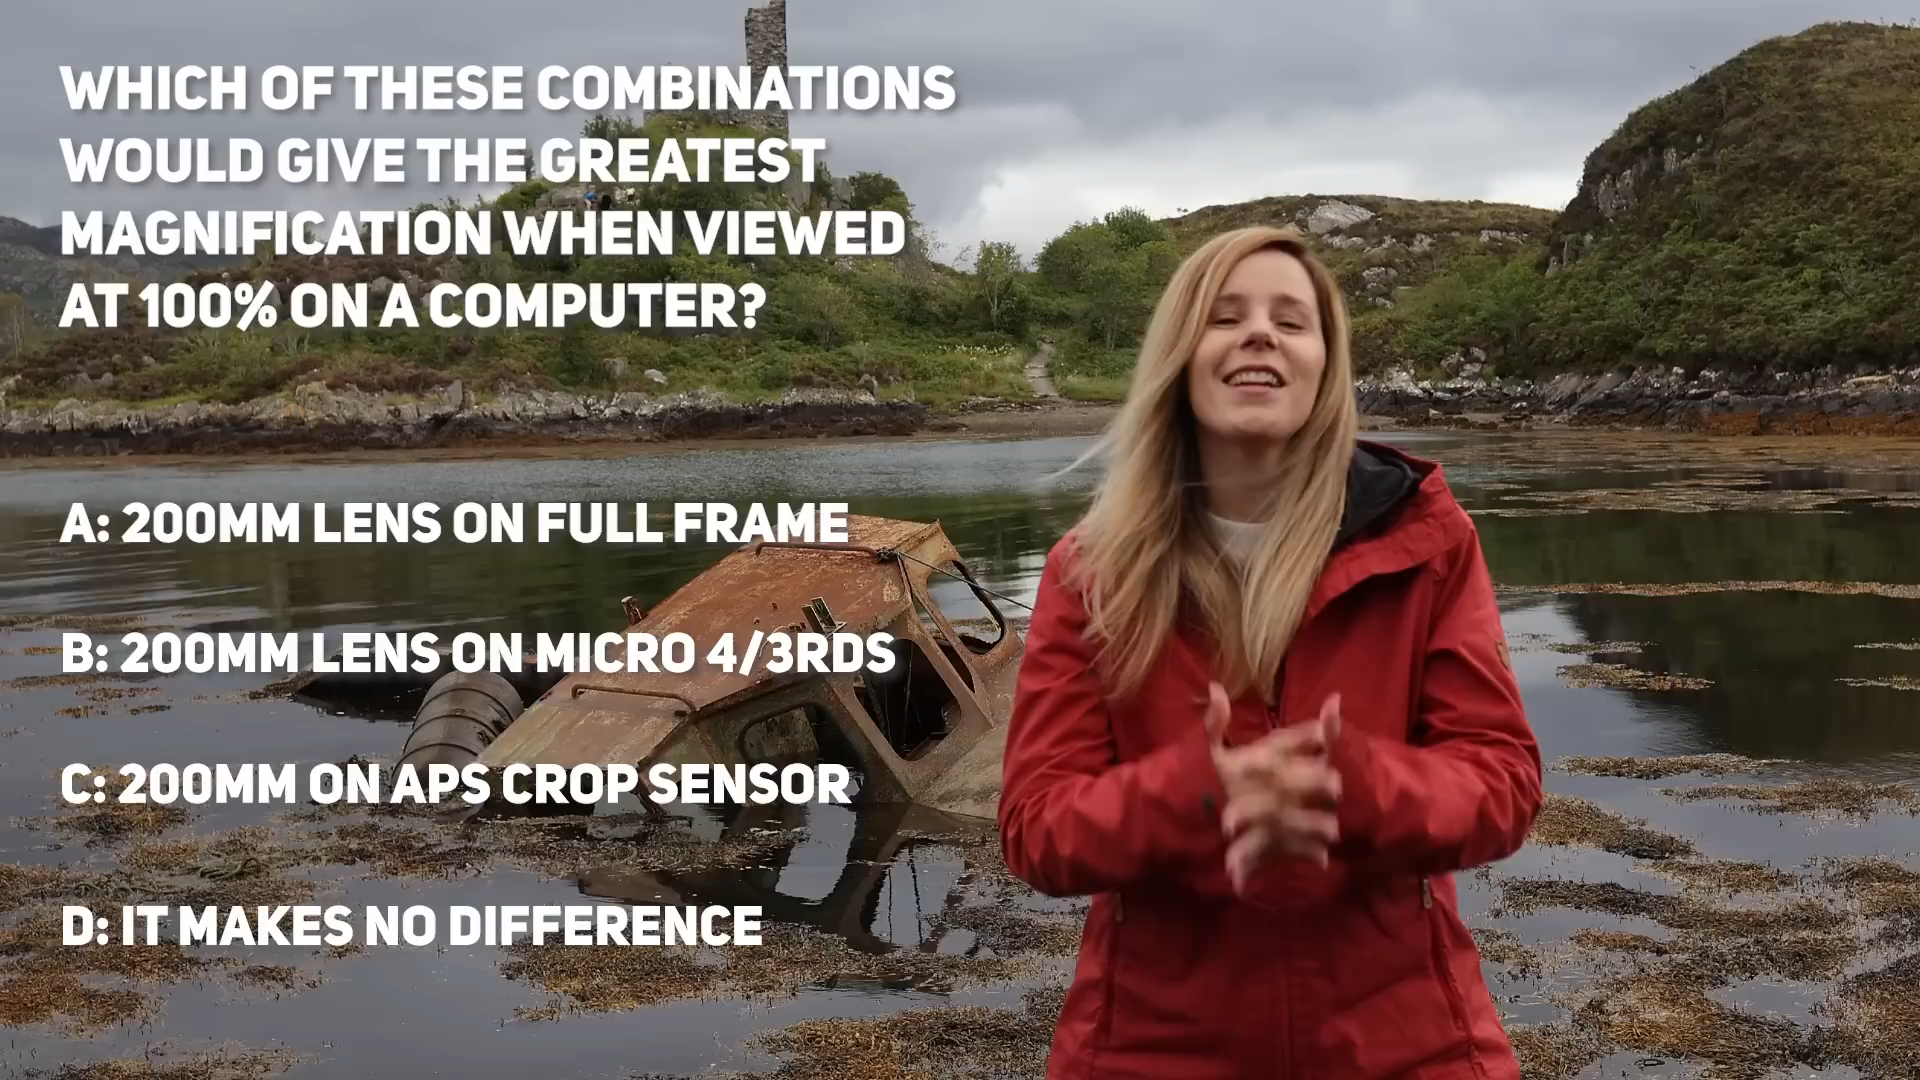 WHICH OF THESE COMBINATIONS
WOULD GIVE THE GREATEST
MAGNIFICATION WHEN VIEWED
AT 100% ON A COMPUTER?
A: 200MM LENS ON FULL FRAME
B: 200MM LENS ON MICRO 4/3RDS
C: 200MM ON APS CROP SENSOR
D: IT MAKES NO DIFFERENCE